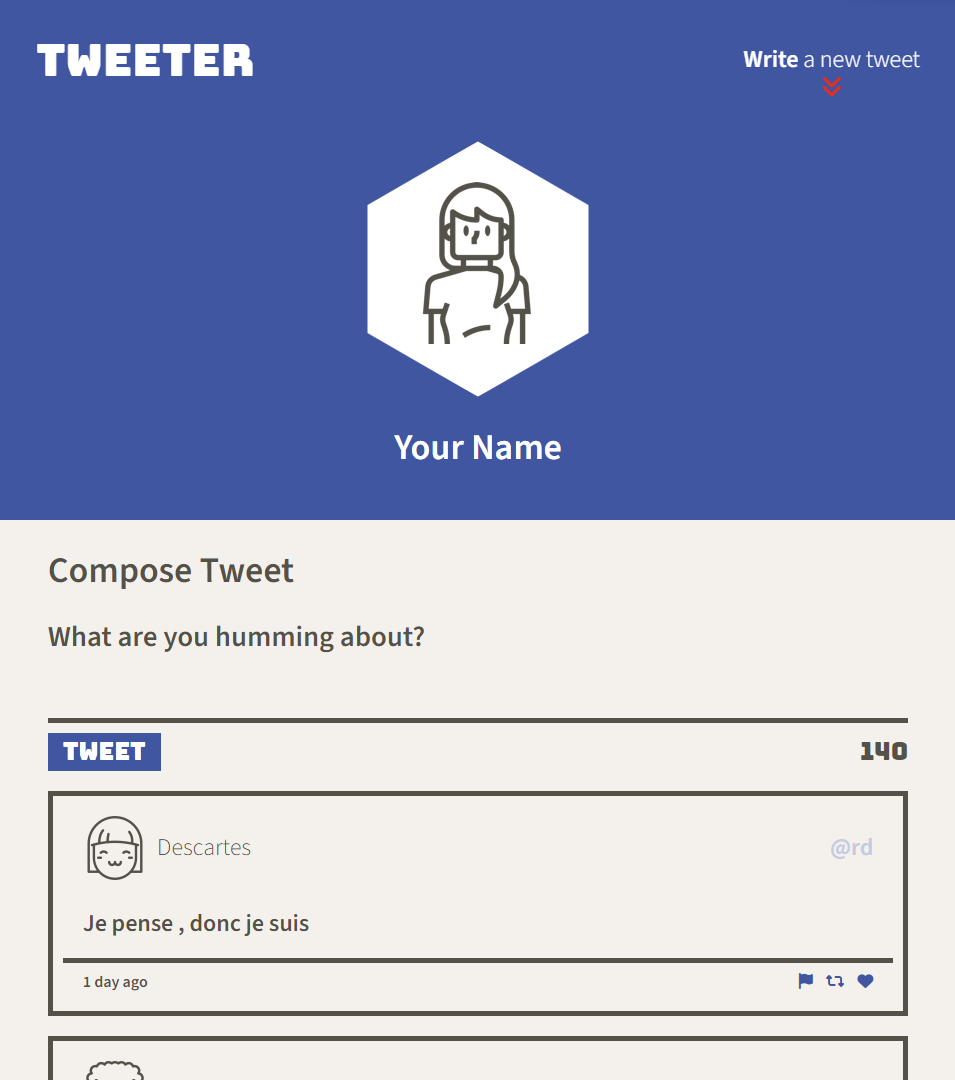 TWEETER
Write a new tweet
Your Name
Compose Tweet
What are you humming about?
TWEET
140
Descartes
@rd
Je pense , donc je suis
1 day ago